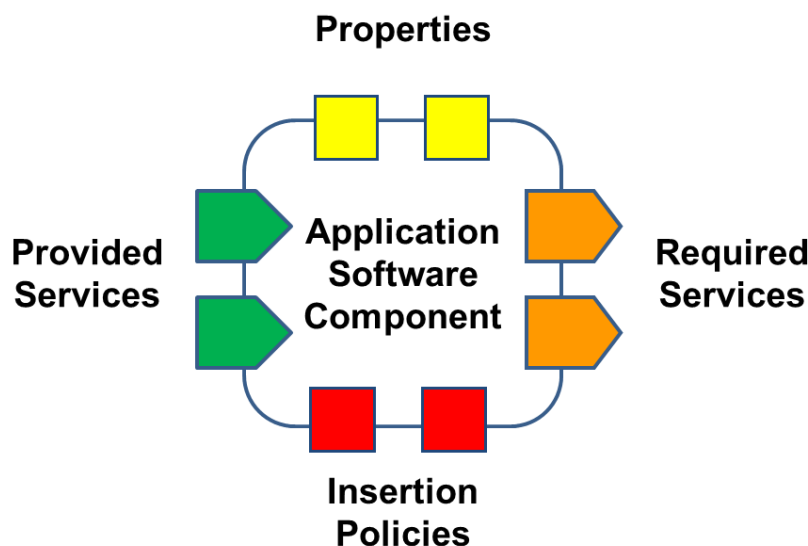 Properties
Provided
Services
Application
Software
Component
Required
Services
Insertion
Policies